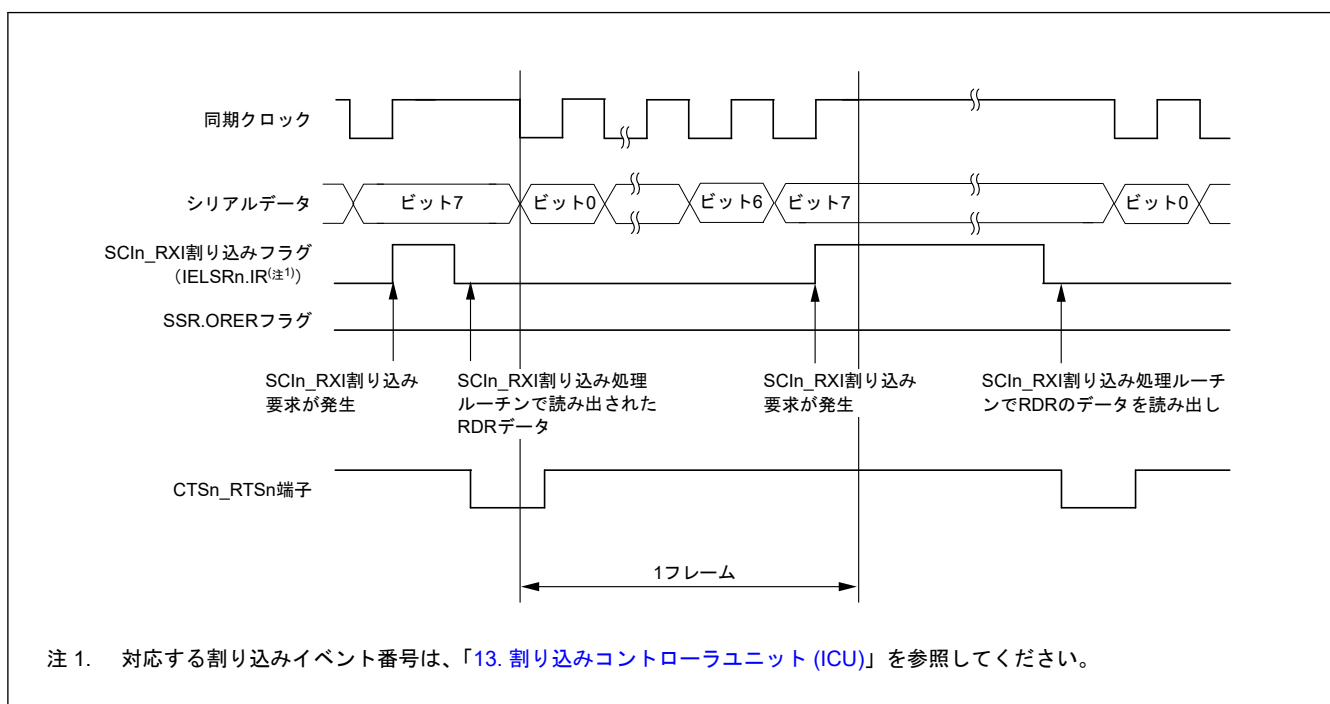 同期クロック
シリアルデータ
ビット7
ビット0
ビット6
ビット7
ビット0
SCIn_RXI割り込みフラグ
（IELSRn.IR(注1)）
SSR.ORERフラグ
SCIn_RXI割り込み
要求が発生
SCIn_RXI割り込み処理
ルーチンで読み出された
RDRデータ
SCIn_RXI割り込み
要求が発生
SCIn_RXI割り込み処理ルーチ
ンでRDRのデータを読み出し
CTSn_RTSn端子
1フレーム
注 1. 対応する割り込みイベント番号は、「13. 割り込みコントローラユニット (ICU)」を参照してください。